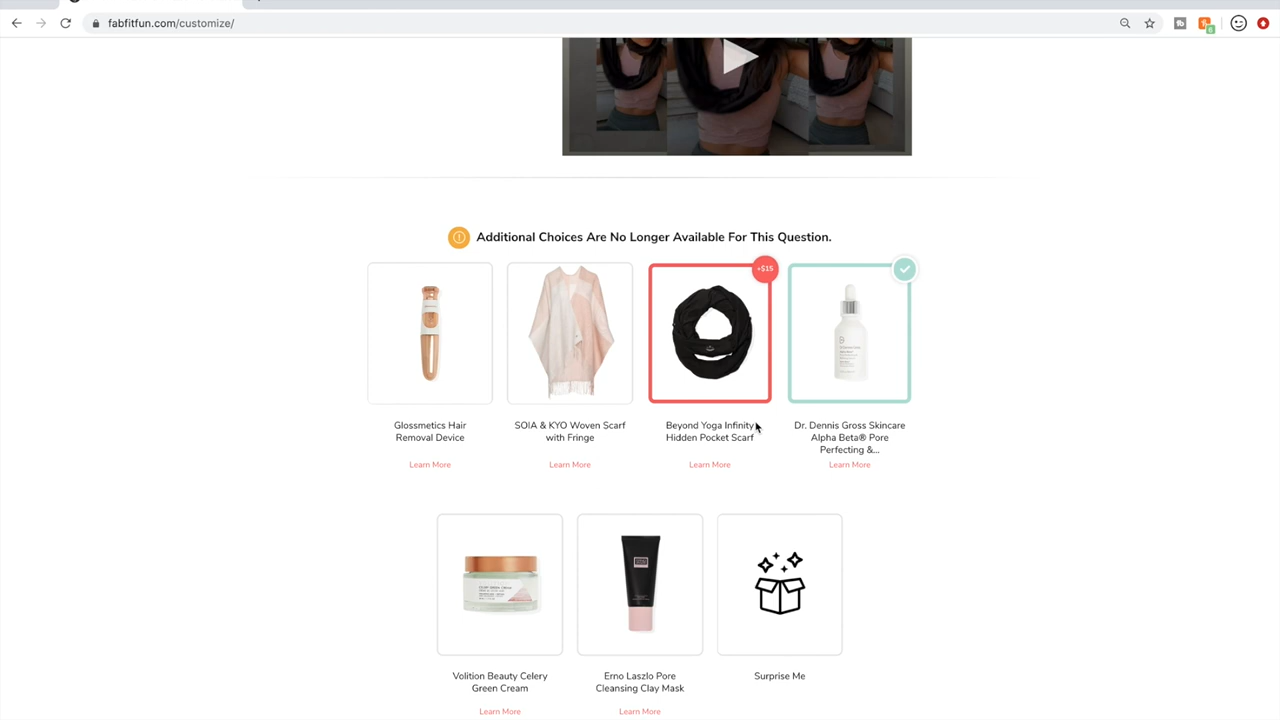 fabfitfun.com/customize/
6
Additional Choices Are No Longer Available For This Question.
+$15
Glossmetics Hair
Removal Device
Learn More
SOIA & KYO Woven Scarf
with Fringe
Learn More
Beyond Yoga Infinity
Hidden Pocket Scarf
Learn More
Dr. Dennis Gross Skincare
Alpha Beta® Pore
Perfecting &...
Learn More
Volition Beauty Celery
Green Cream
Learn More
Erno Laszlo Pore
Cleansing Clay Mask
Learn More
Surprise Me